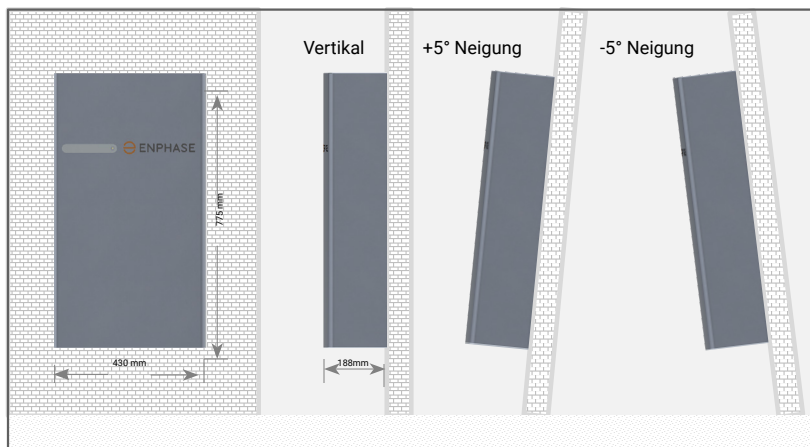 Vertikal
+5° Neigung
-5° Neigung
ENPHASE
775 mm
430 mm
188mm